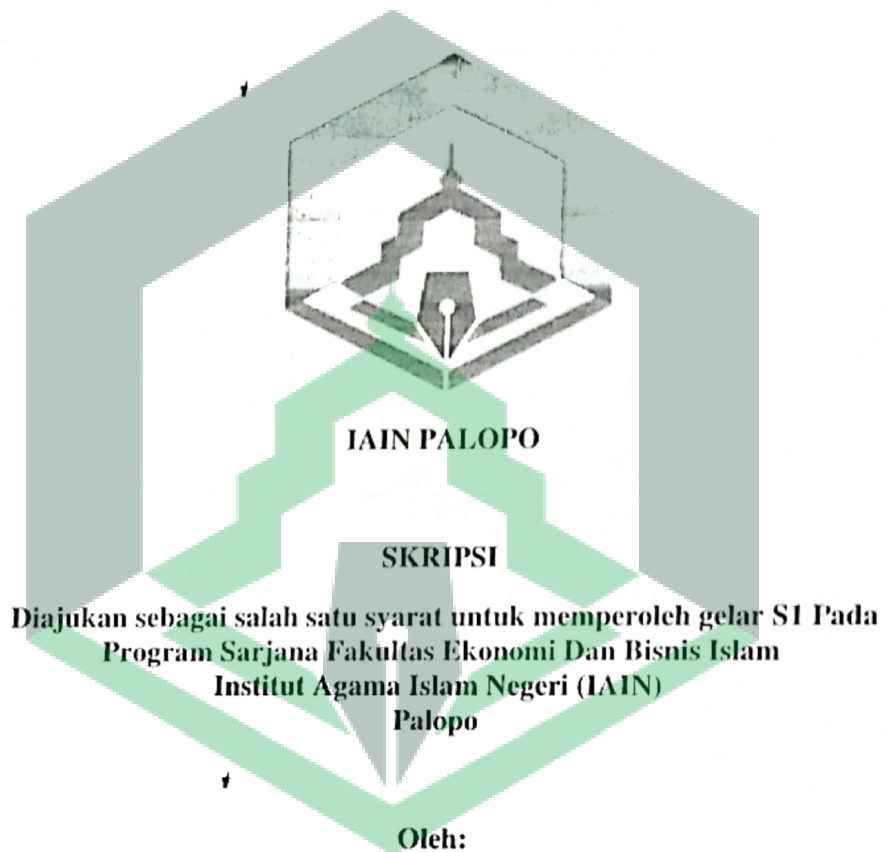 IAIN PALOPO
SKRIPSI
Diajukan sebagai salah satu syarat untuk memperoleh gelar S1 Pada
Program Sarjana Fakultas Ekonomi Dan Bisnis Islam
Institut Agama Islam Negeri (IAIN)
Palopo
Oleh: